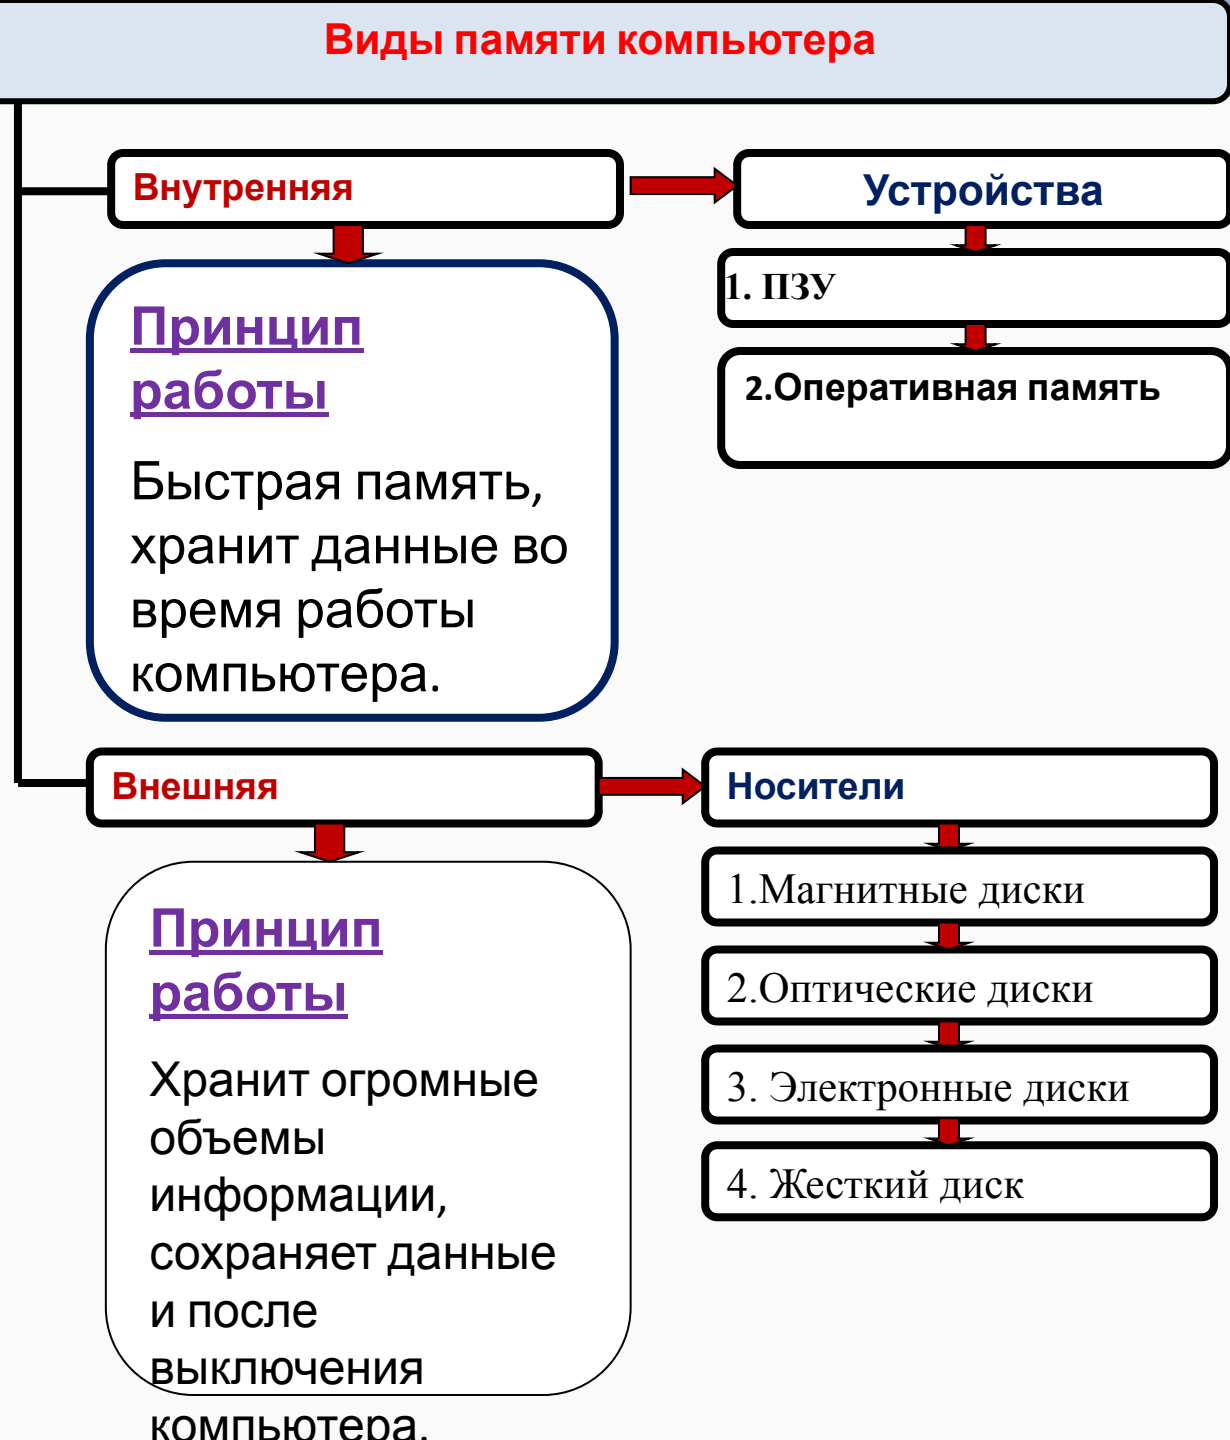 Виды памяти компьютера
Внутренняя
Устройства
1. ПЗУ
2.Оперативная память
Принцип
работы
Быстрая память,
хранит данные во
время работы
компьютера.
Внешняя
Носители
1.Магнитные диски
2.Оптические диски
3. Электронные диски
4. Жесткий диск
Принцип
работы
Хранит огромные
объемы
информации,
сохраняет данные
и после
выключения
компьютера.